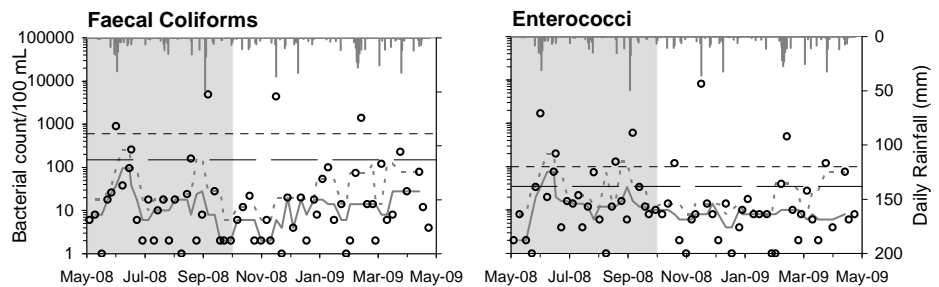 Faecal Coliforms
Enterococci
Bacterial count/100 mL
100000
10000
1000
100
10
1
May-08 Jul-08 Sep-08 Nov-08 Jan-09 Mar-09 May-09
May-08 Jul-08 Sep-08 Nov-08 Jan-09 Mar-09 May-09
0
50
100
150
200
Daily Rainfall (mm)